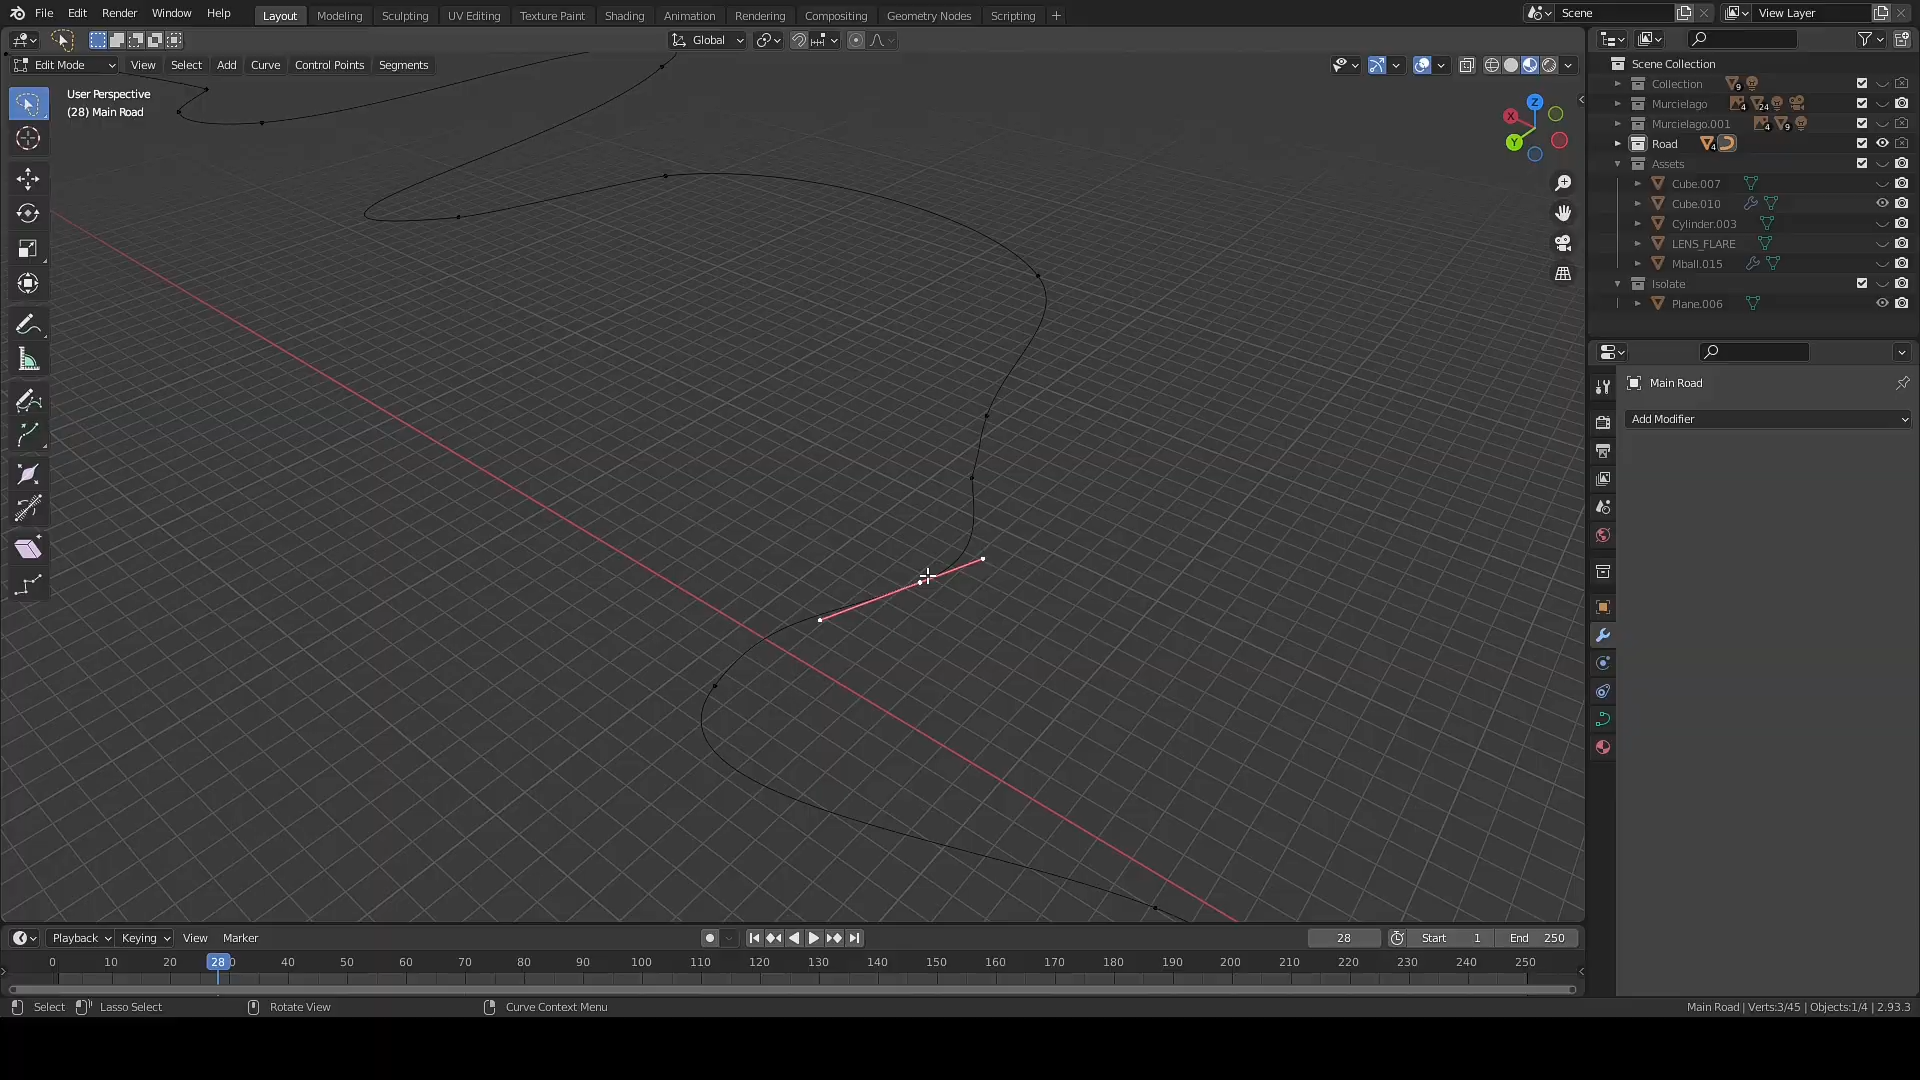 File Edit Render Window Help Layout Modeling Sculpting UV Editing Texture Paint Shading Animation Rendering Compositing Geometry Nodes Scripting + Scene View Layer
Global
Edit Mode View Select Add Curve Control Points Segments
User Perspective
(28) Main Road
Z
X
Y
Scene Collection
Collection 9
Murcielago 4 24
Murcielago.001 4 9
Road 4
Assets
Cube.007
Cube.010
Cylinder.003
LENS_FLARE
Mball.015
Isolate
Plane.006
Main Road
Add Modifier
Playback Keying View Marker 28 Start 1 End 250
0 10 20 28 40 50 60 70 80 90 100 110 120 130 140 150 160 170 180 190 200 210 220 230 240 250
Select Lasso Select Rotate View Curve Context Menu Main Road | Verts:3/45 | Objects:1/4 | 2.93.3